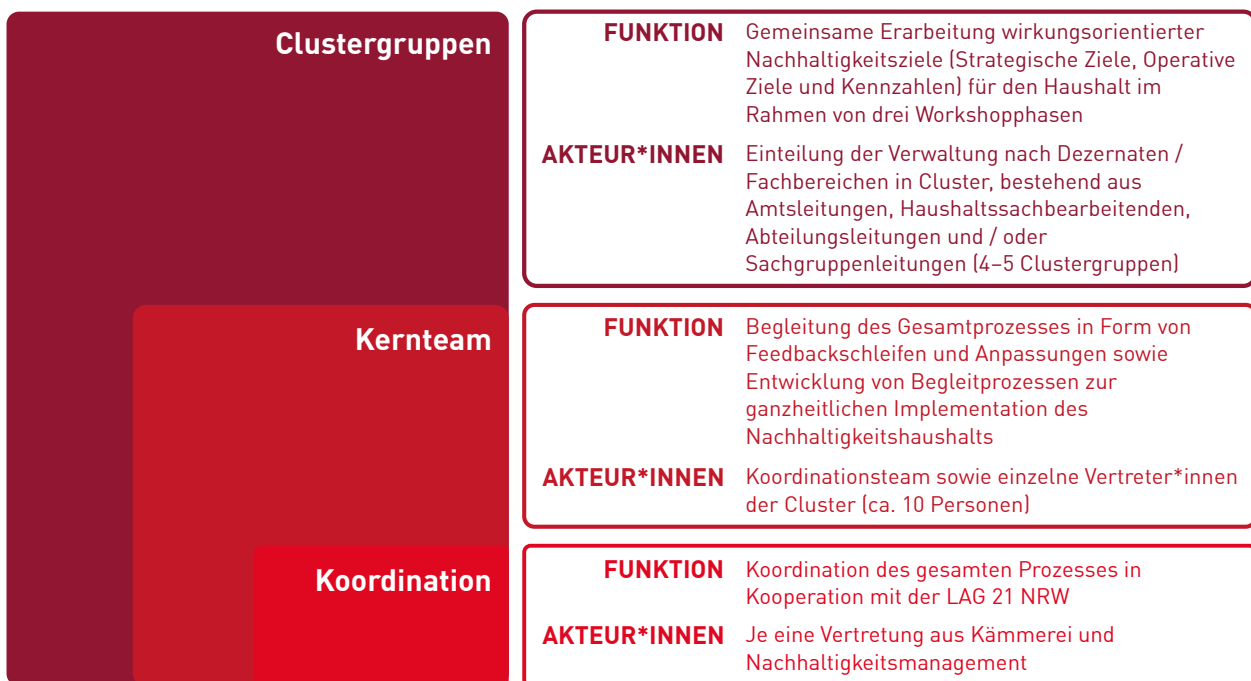 Clustergruppen
FUNKTION Gemeinsame Erarbeitung wirkungsorientierter
Nachhaltigkeitsziele (Strategische Ziele, Operative
Ziele und Kennzahlen) für den Haushalt im
Rahmen von drei Workshopphasen
AKTEUR*INNEN Einteilung der Verwaltung nach Dezernaten /
Fachbereichen in Cluster, bestehend aus
Amtsleitungen, Haushaltssachbearbeitenden,
Abteilungsleitungen und / oder
Sachgruppenleitungen (4–5 Clustergruppen)
Kernteam
FUNKTION Begleitung des Gesamtprozesses in Form von
Feedbackschleifen und Anpassungen sowie
Entwicklung von Begleitprozessen zur
ganzheitlichen Implementation des
Nachhaltigkeitshaushalts
AKTEUR*INNEN Koordinationsteam sowie einzelne Vertreter*innen
der Cluster (ca. 10 Personen)
Koordination
FUNKTION Koordination des gesamten Prozesses in
Kooperation mit der LAG 21 NRW
AKTEUR*INNEN Je eine Vertretung aus Kämmerei und
Nachhaltigkeitsmanagement